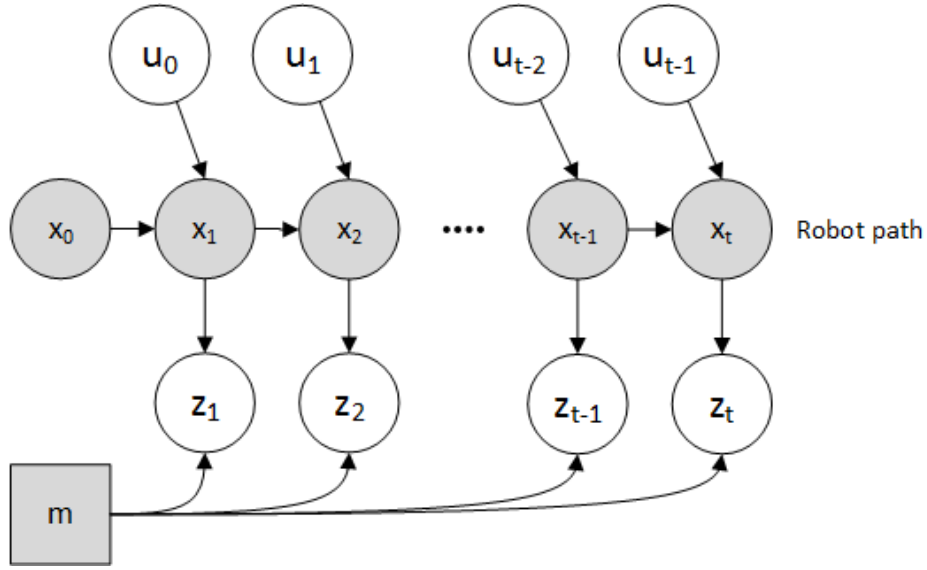 u0 u1 ut-2 ut-1
x0 x1 x2 •••• xt-1 xt Robot path
z1 z2 zt-1 zt
m